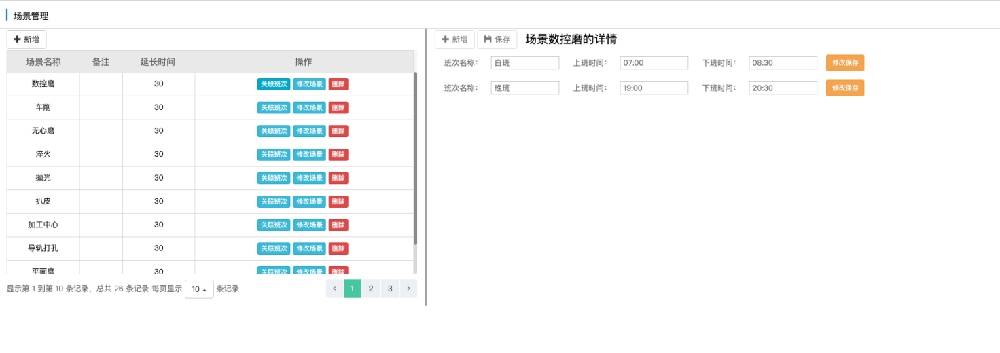 场景管理
新增
场景名称 备注 延长时间 操作
数控磨 30 关联班次 修改场景 删除
车削 30 关联班次 修改场景 删除
无心磨 30 关联班次 修改场景 删除
淬火 30 关联班次 修改场景 删除
抛光 30 关联班次 修改场景 删除
扒皮 30 关联班次 修改场景 删除
加工中心 30 关联班次 修改场景 删除
导轨打孔 30 关联班次 修改场景 删除
平面磨 30 关联班次 修改场景 删除
显示第 1 到第 10 条记录，总共 26 条记录 每页显示 10 条记录
‹ 1 2 3 ›
新增 保存 场景数控磨的详情
班次名称： 白班 上班时间： 07:00 下班时间： 08:30 修改保存
班次名称： 晚班 上班时间： 19:00 下班时间： 20:30 修改保存